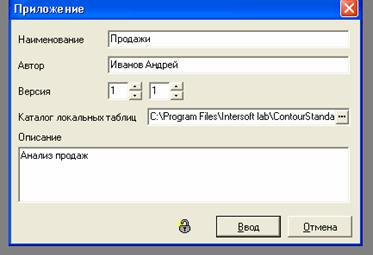 Приложение
Наименование Продажи
Автор Иванов Андрей
Версия 1 1
Каталог локальных таблиц C:\Program Files\Intersoft lab\ContourStanda ...
Описание
Анализ продаж
Ввод Отмена